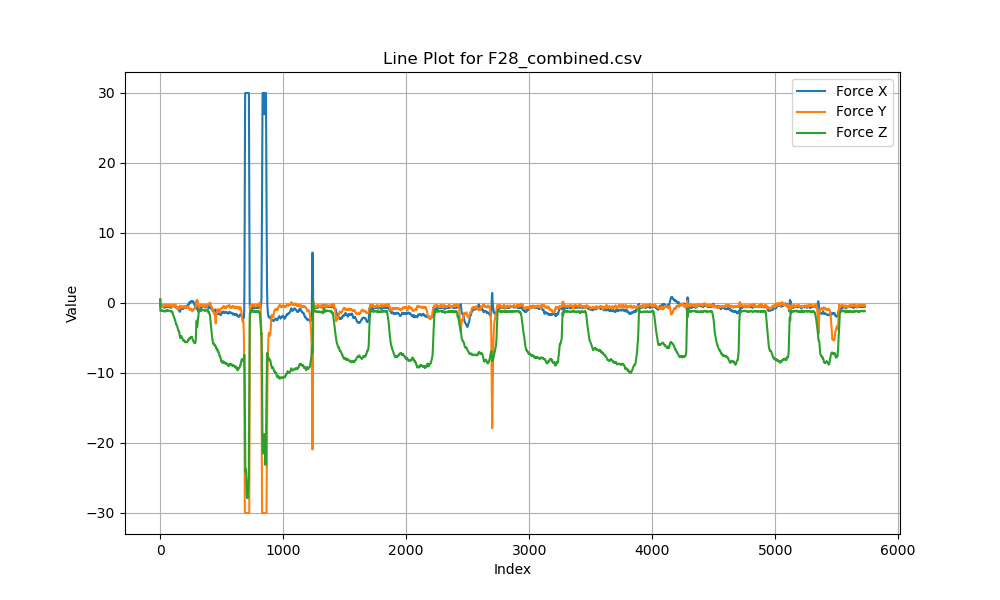 Line Plot for F28_combined.csv
Force X
Force Y
Force Z
30
20
10
0
−10
−20
−30
Value
0 1000 2000 3000 4000 5000 6000
Index